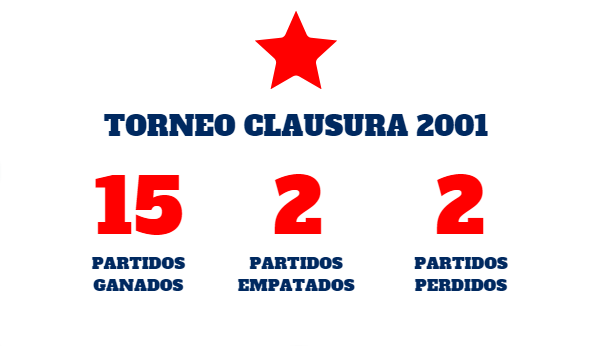 TORNEO CLAUSURA 2001
15 2 2
PARTIDOS PARTIDOS PARTIDOS
GANADOS EMPATADOS PERDIDOS